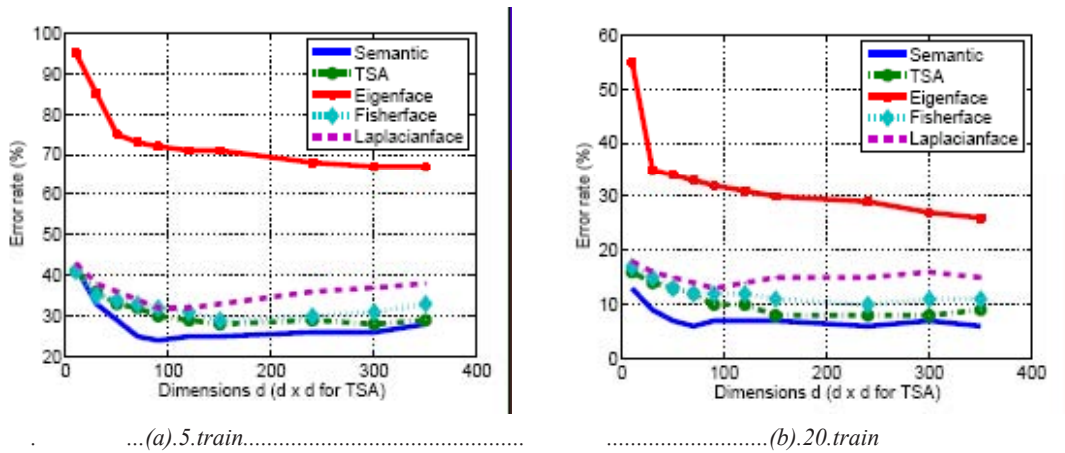 100
90
80
70
60
50
40
30
20
0
100
200
300
400
Error rate (%)
Dimensions d (d x d for TSA)
Semantic
TSA
Eigenface
Fisherface
Laplacianface
60
50
40
30
20
10
0
0
100
200
300
400
Error rate (%)
Dimensions d (d x d for TSA)
Semantic
TSA
Eigenface
Fisherface
Laplacianface
. ...(a).5.train............................................... ...........................(b).20.train